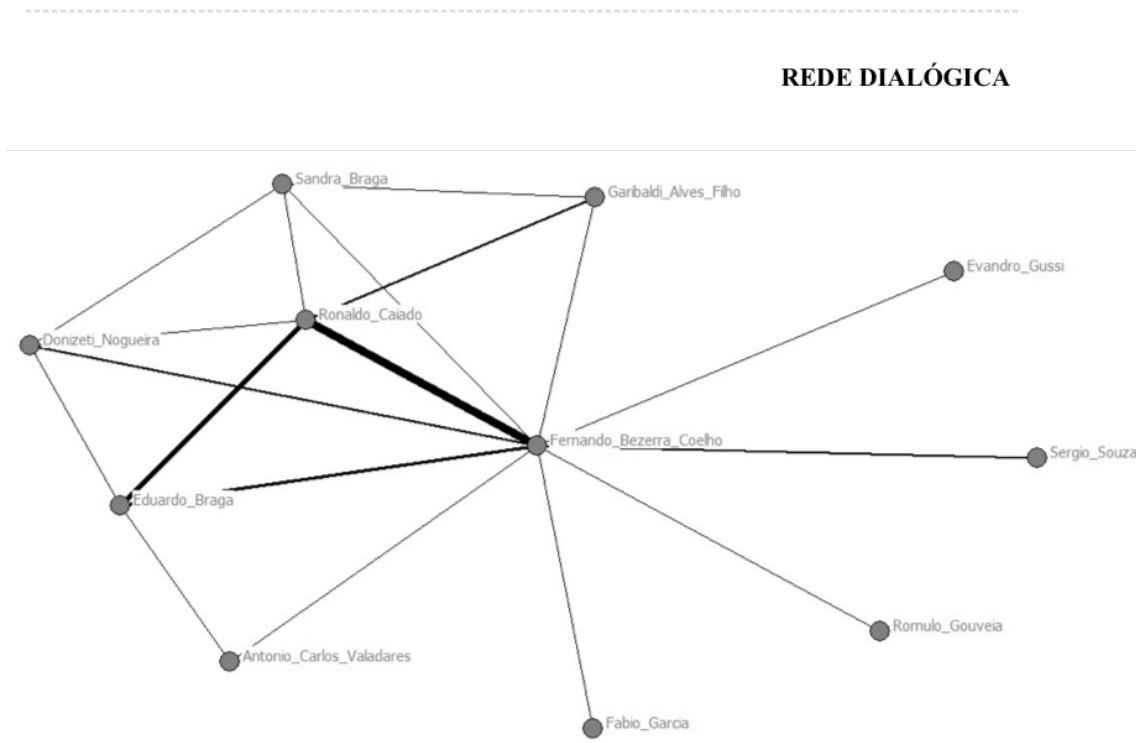 REDE DIALÓGICA
Sandra_Braga
Garibaldi_Alves_Filho
Evandro_Gussi
Ronaldo_Caiado
Donizeti_Nogueira
Fernando_Bezerra_Coelho
Sergio_Souza
Eduardo_Braga
Romulo_Gouveia
Antonio_Carlos_Valadares
Fabio_Garcia